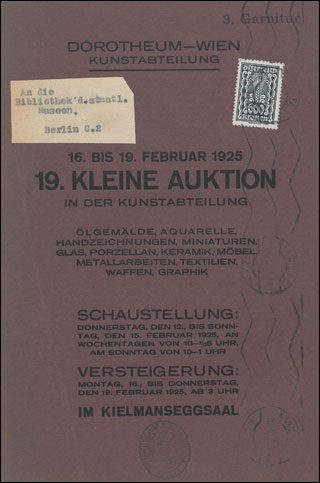 3. Garnitur
DOROTHEUM—WIEN
KUNSTABTEILUNG
An die
Bibliothek d.staatl.
Museen,
Berlin C.2
16. BIS 19. FEBRUAR 1925
19. KLEINE AUKTION
IN DER KUNSTABTEILUNG
ÖLGEMÄLDE, AQUARELLE,
HANDZEICHNUNGEN, MINIATUREN,
GLAS, PORZELLAN, KERAMIK, MÖBEL,
METALLARBEITEN, TEXTILIEN,
WAFFEN, GRAPHIK
SCHAUSTELLUNG:
DONNERSTAG, DEN 12., BIS SONN-
TAG, DEN 15. FEBRUAR 1925, AN
WOCHENTAGEN VON 10—½6 UHR,
AM SONNTAG VON 10—1 UHR
VERSTEIGERUNG:
MONTAG, 16., BIS DONNERSTAG,
DEN 19. FEBRUAR 1925, AB 3 UHR
IM KIELMANSEGGSAAL